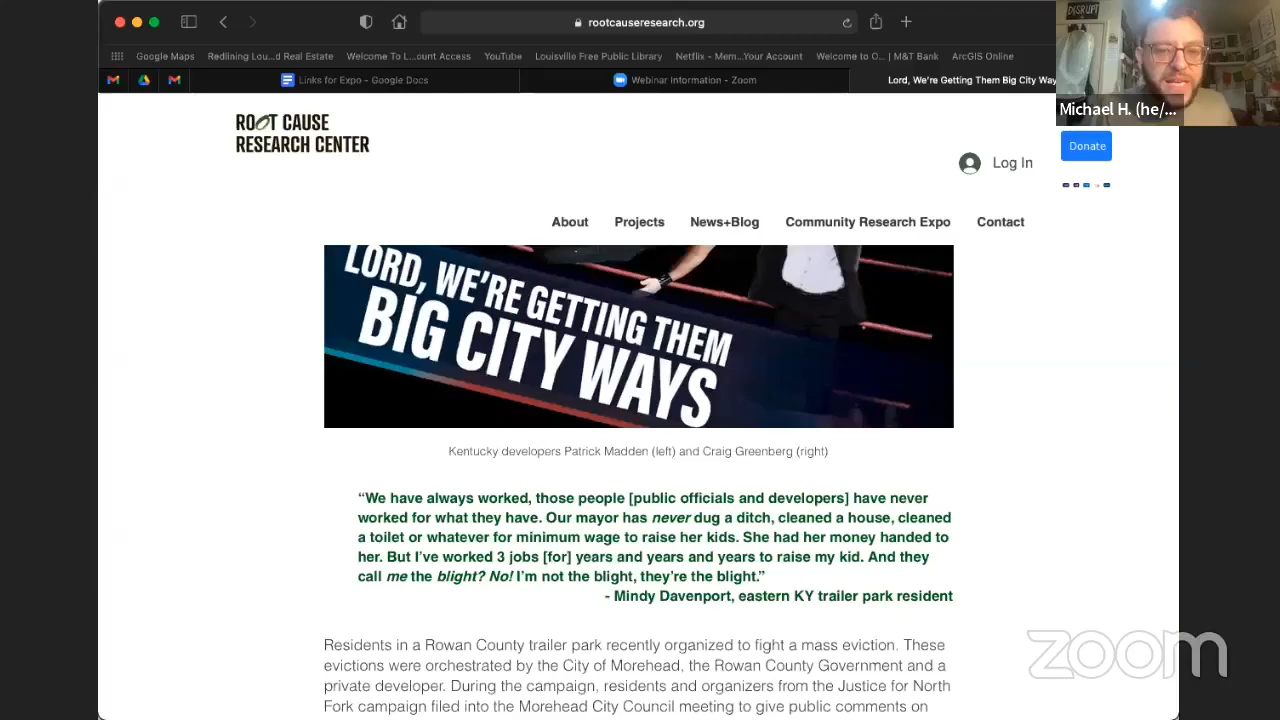 rootcauseresearch.org
Google Maps
Redlining Lou...d Real Estate
Welcome To L...ount Access
YouTube
Louisville Free Public Library
Netflix - Mem...Your Account
Welcome to O... | M&T Bank
ArcGIS Online
Links for Expo - Google Docs
Webinar Information - Zoom
Lord, We're Getting Them Big City Way
DISRUPT
Michael H. (he/...
ROOT CAUSE
RESEARCH CENTER
Donate
Log In
About
Projects
News+Blog
Community Research Expo
Contact
LORD, WE'RE GETTING THEM
BIG CITY WAYS
Kentucky developers Patrick Madden (left) and Craig Greenberg (right)
“We have always worked, those people [public officials and developers] have never
worked for what they have. Our mayor has never dug a ditch, cleaned a house, cleaned
a toilet or whatever for minimum wage to raise her kids. She had her money handed to
her. But I’ve worked 3 jobs [for] years and years and years to raise my kid. And they
call me the blight? No! I’m not the blight, they’re the blight.”
- Mindy Davenport, eastern KY trailer park resident
Residents in a Rowan County trailer park recently organized to fight a mass eviction. These
evictions were orchestrated by the City of Morehead, the Rowan County Government and a
private developer. During the campaign, residents and organizers from the Justice for North
Fork campaign filed into the Morehead City Council meeting to give public comments on
zoom